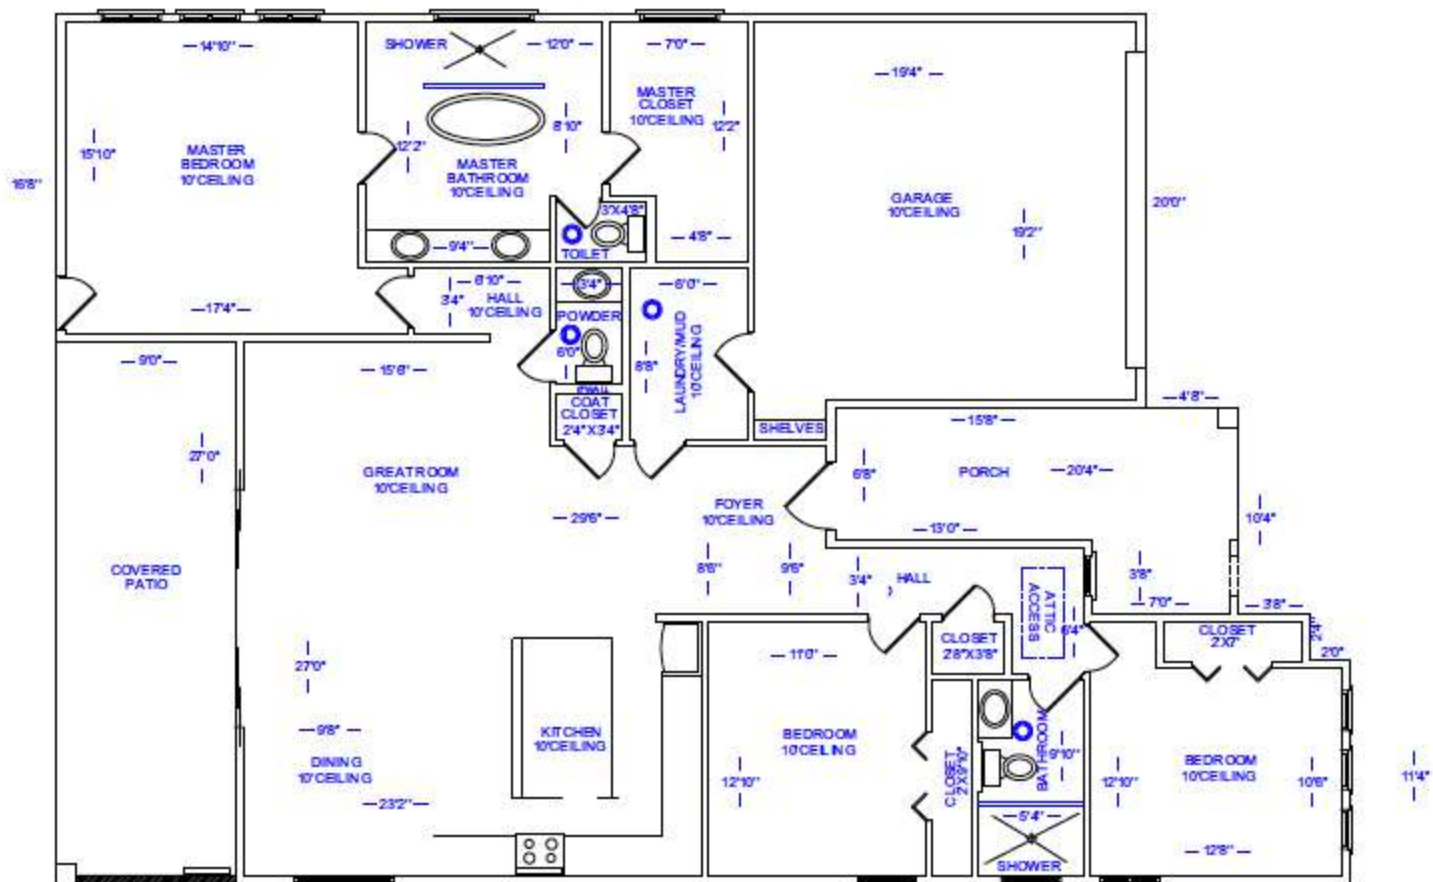 14'10"
SHOWER
12'0"
7'0"
19'4"
MASTER
CLOSET
10'CEILING
12'2"
8'10"
12'2"
15'10"
MASTER
BEDROOM
10'CEILING
MASTER
BATHROOM
10'CEILING
16'8"
GARAGE
10'CEILING
20'0"
19'2"
3'X4'8"
4'8"
9'4"
TOILET
17'4"
6'10"
3'4"
HALL
10'CEILING
3'4"
6'0"
POWDER
6'0"
8'8"
LAUNDRY/MUD
10'CEILING
9'0"
15'6"
COAT
CLOSET
2'4"X3'4"
SHELVES
4'8"
15'8"
27'0"
GREATROOM
10'CEILING
6'8"
PORCH
20'4"
29'6"
FOYER
10'CEILING
13'0"
10'4"
COVERED
PATIO
8'6"
9'6"
3'4"
HALL
ATTIC
ACCESS
6'4"
3'8"
7'0"
3'8"
2'4"
2'0"
27'0"
11'0"
CLOSET
2'8"X3'8"
CLOSET
2'X7'
9'8"
DINING
10'CEILING
KITCHEN
10'CEILING
BEDROOM
10'CEILING
12'10"
CLOSET
2'X9'10"
BATHROOM
9'10"
12'10"
BEDROOM
10'CEILING
10'6"
11'4"
23'2"
5'4"
SHOWER
12'8"